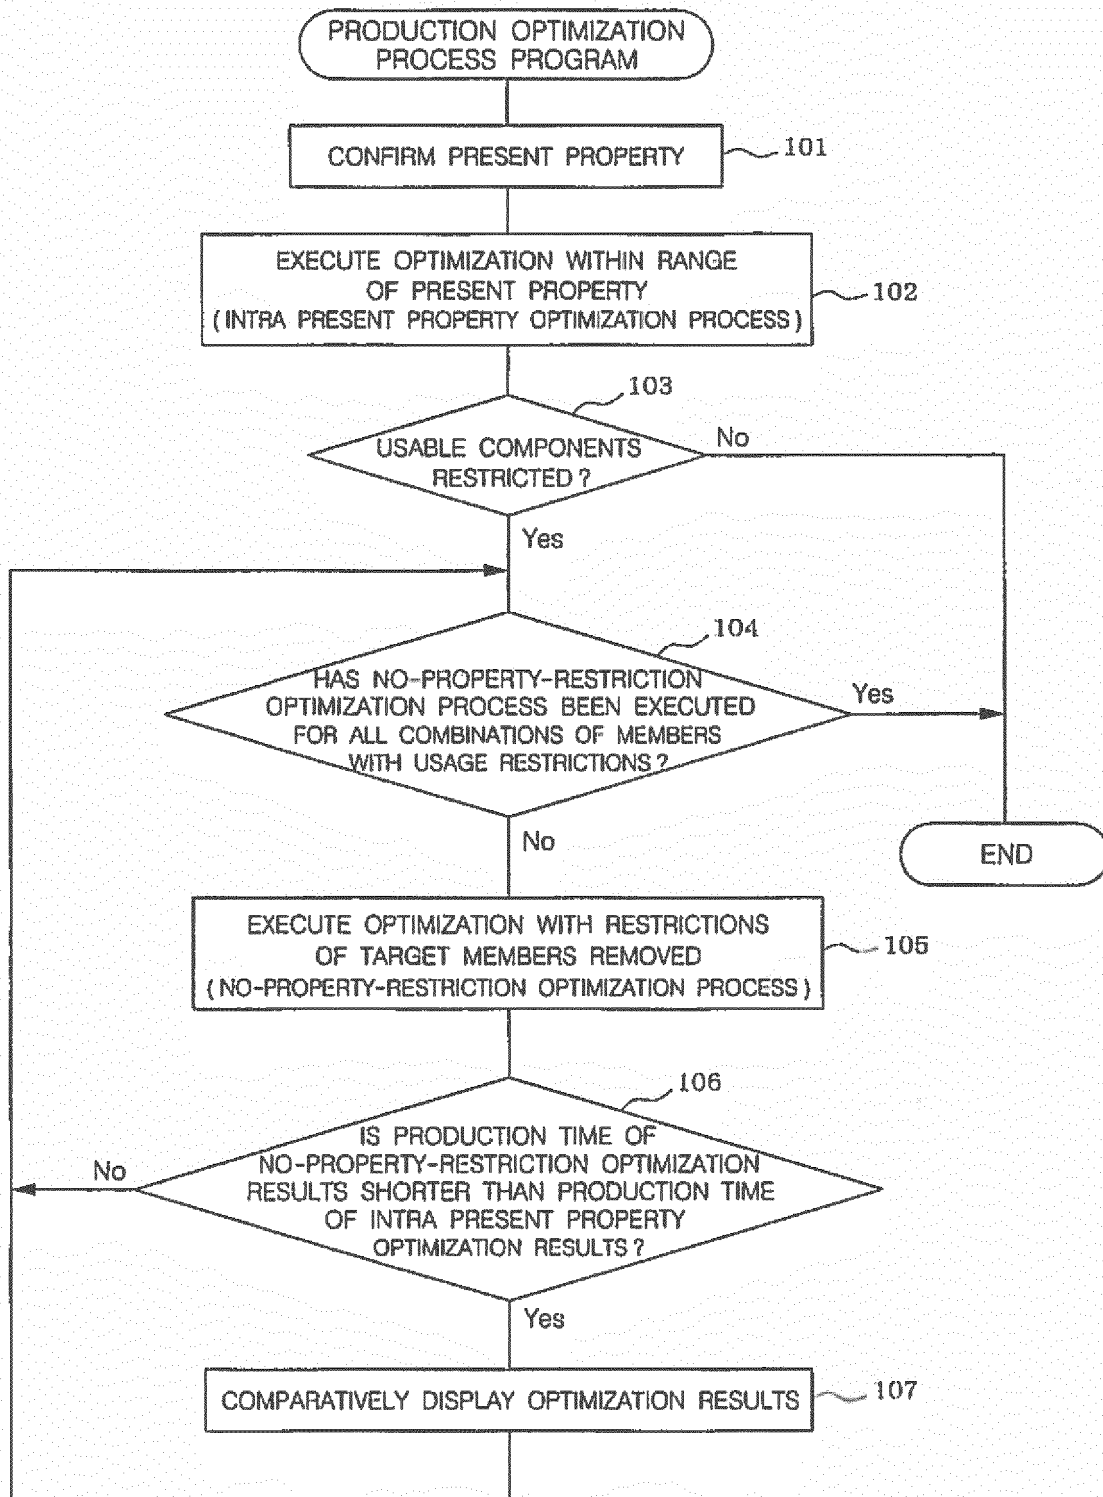 PRODUCTION OPTIMIZATION
PROCESS PROGRAM
CONFIRM PRESENT PROPERTY
101
EXECUTE OPTIMIZATION WITHIN RANGE
OF PRESENT PROPERTY
(INTRA PRESENT PROPERTY OPTIMIZATION PROCESS)
102
103
USABLE COMPONENTS
RESTRICTED?
No
Yes
104
HAS NO-PROPERTY-RESTRICTION
OPTIMIZATION PROCESS BEEN EXECUTED
FOR ALL COMBINATIONS OF MEMBERS
WITH USAGE RESTRICTIONS?
Yes
No
END
EXECUTE OPTIMIZATION WITH RESTRICTIONS
OF TARGET MEMBERS REMOVED
(NO-PROPERTY-RESTRICTION OPTIMIZATION PROCESS)
105
106
IS PRODUCTION TIME OF
NO-PROPERTY-RESTRICTION OPTIMIZATION
RESULTS SHORTER THAN PRODUCTION TIME
OF INTRA PRESENT PROPERTY
OPTIMIZATION RESULTS?
No
Yes
COMPARATIVELY DISPLAY OPTIMIZATION RESULTS
107